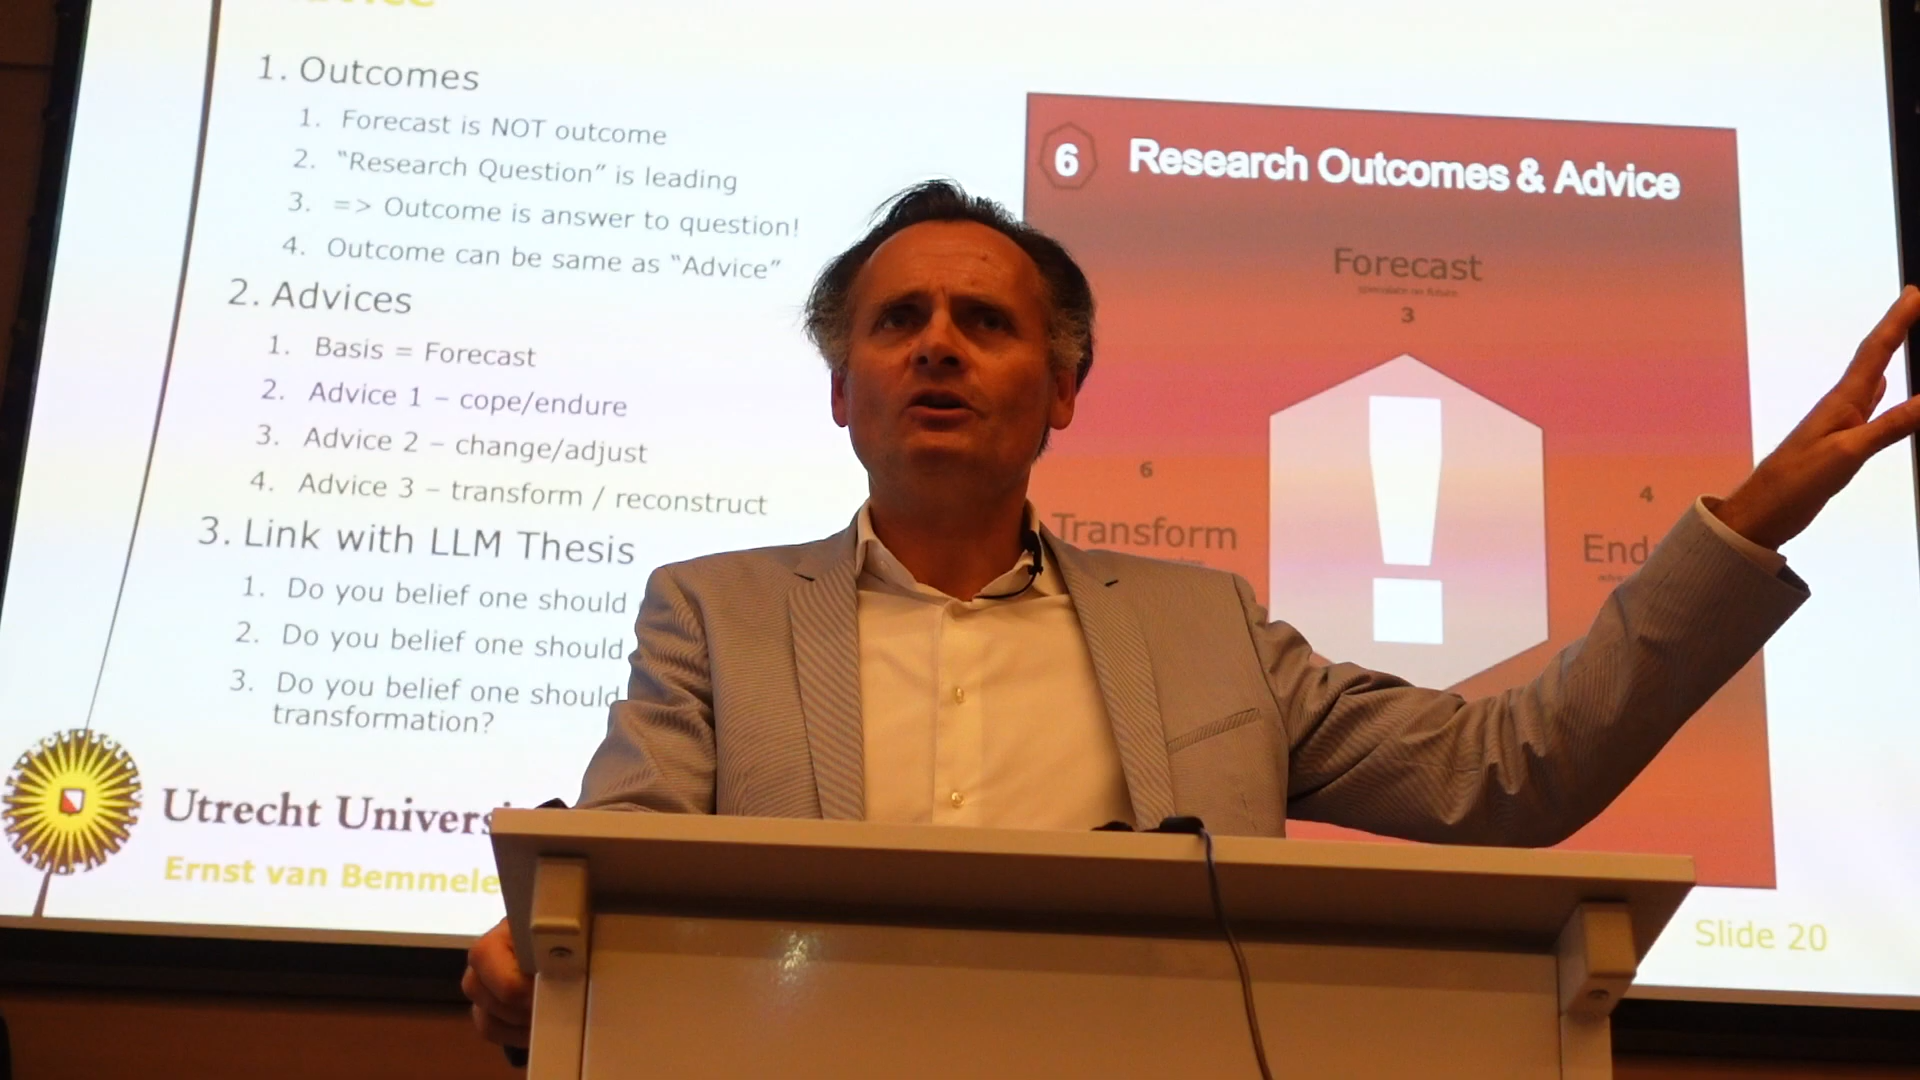 1. Outcomes
1. Forecast is NOT outcome
2. "Research Question" is leading
3. => Outcome is answer to question!
4. Outcome can be same as "Advice"
2. Advices
1. Basis = Forecast
2. Advice 1 – cope/endure
3. Advice 2 – change/adjust
4. Advice 3 – transform / reconstruct
3. Link with LLM Thesis
1. Do you belief one should
2. Do you belief one should
3. Do you belief one should
transformation?
Utrecht Univers
Ernst van Bemmele
6 Research Outcomes & Advice
Forecast
3
!
6
Transform
4
End
Slide 20